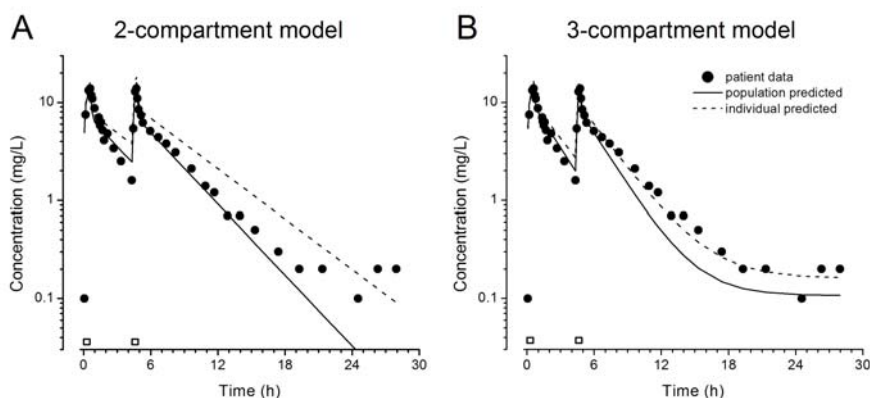 A
2-compartment model
Concentration (mg/L)
10
1
0.1
0
6
12
18
24
30
Time (h)
B
3-compartment model
patient data
population predicted
individual predicted
Concentration (mg/L)
10
1
0.1
0
6
12
18
24
30
Time (h)